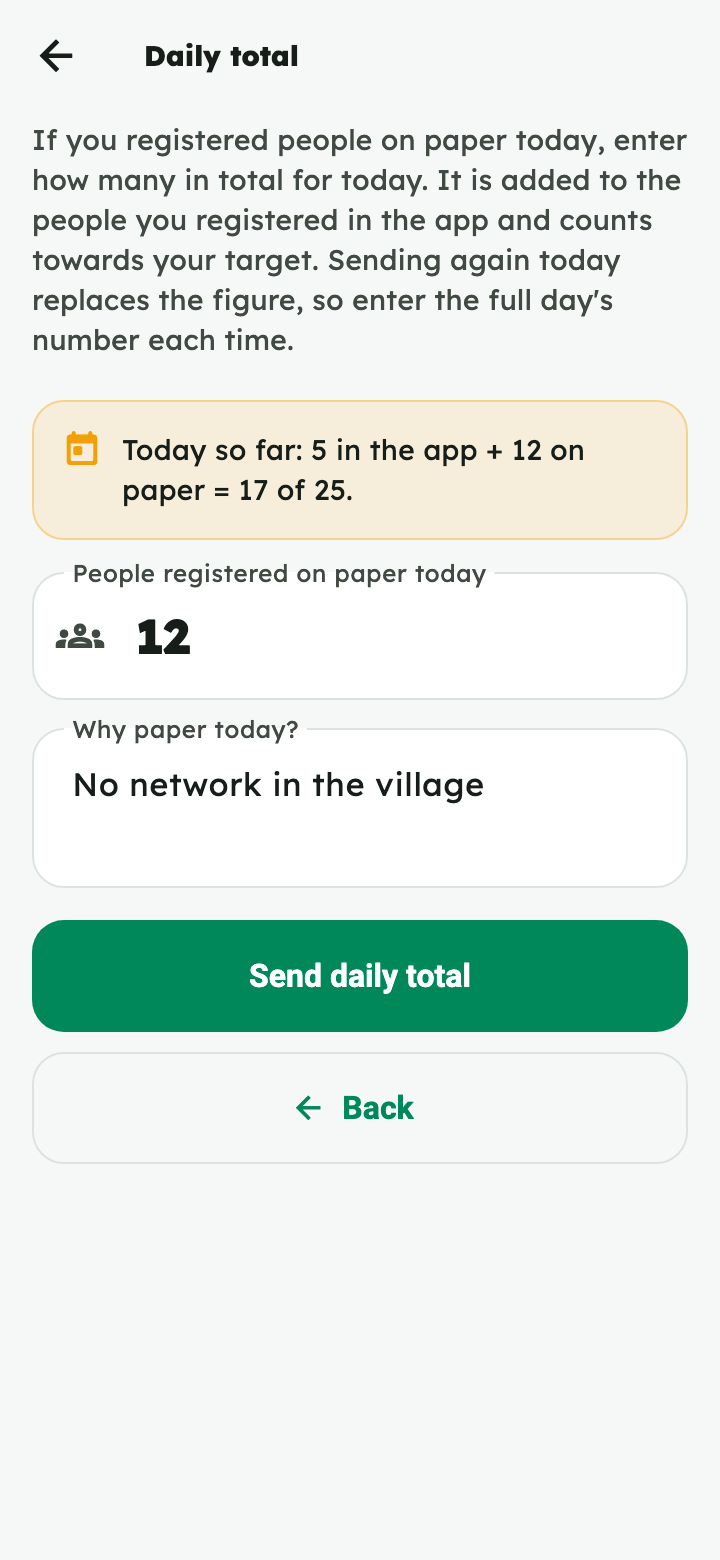 Daily total
If you registered people on paper today, enter
how many in total for today. It is added to the
people you registered in the app and counts
towards your target. Sending again today
replaces the figure, so enter the full day's
number each time.
Today so far: 5 in the app + 12 on
paper = 17 of 25.
People registered on paper today
12
Why paper today?
No network in the village
Send daily total
Back